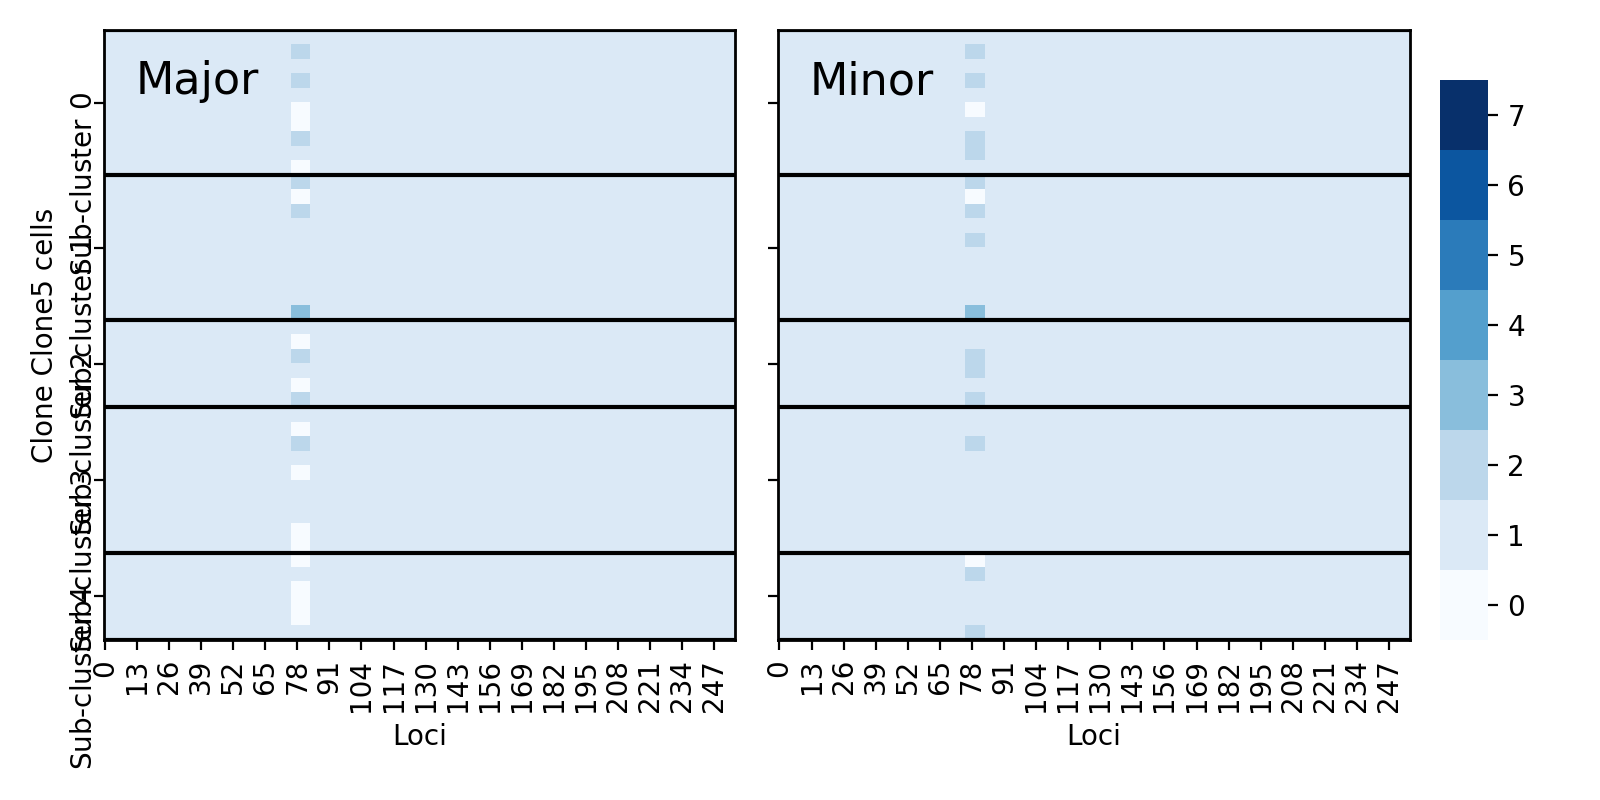 Major
Minor
Clone Clone5 cells
Sub-cluster 0
Sub-cluster 1
Sub-cluster 2
Sub-cluster 3
Sub-cluster 4
0 13 26 39 52 65 78 91 104 117 130 143 156 169 182 195 208 221 234 247
Loci
0 13 26 39 52 65 78 91 104 117 130 143 156 169 182 195 208 221 234 247
Loci
7
6
5
4
3
2
1
0